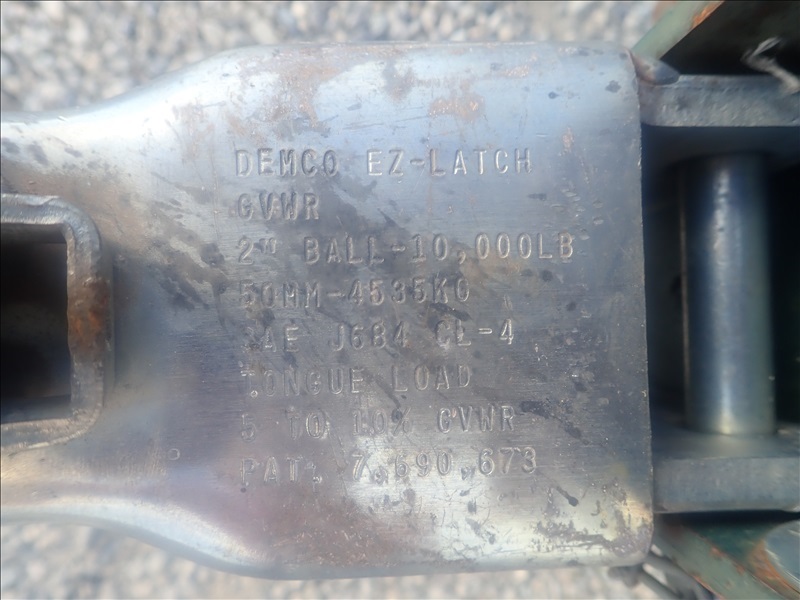 DEMCO EZ-LATCH
GVWR
2" BALL-10,000LB
50MM-4535KG
SAE J684 CL-4
TONGUE LOAD
5 TO 10% GVWR
PAT. 7,690,673